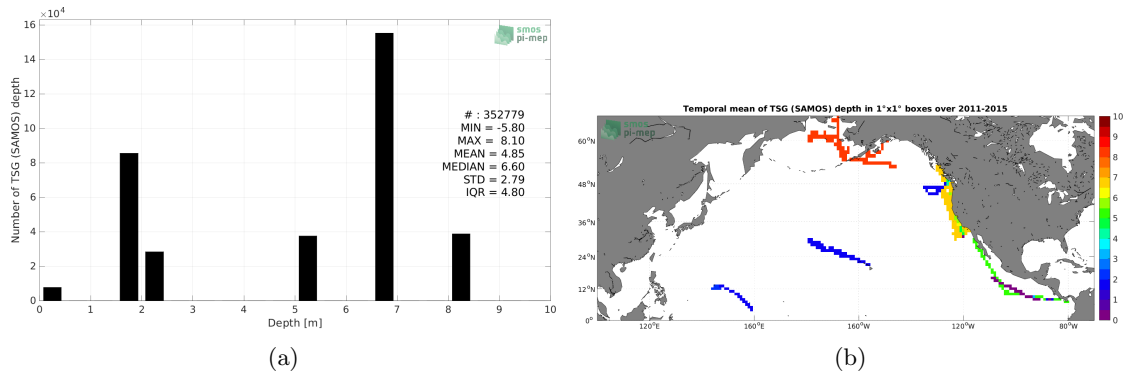 ×10⁴
16
14
12
10
8
6
4
2
0
Number of TSG (SAMOS) depth
0 1 2 3 4 5 6 7 8 9 10
Depth [m]
smos
pi-mep
# : 352779
MIN = -5.80
MAX = 8.10
MEAN = 4.85
MEDIAN = 6.60
STD = 2.79
IQR = 4.80
(a)
Temporal mean of TSG (SAMOS) depth in 1°x1° boxes over 2011-2015
smos
pi-mep
60°N
48°N
36°N
24°N
12°N
0°
120°E 160°E 160°W 120°W 80°W
10
9
8
7
6
5
4
3
2
1
0
(b)